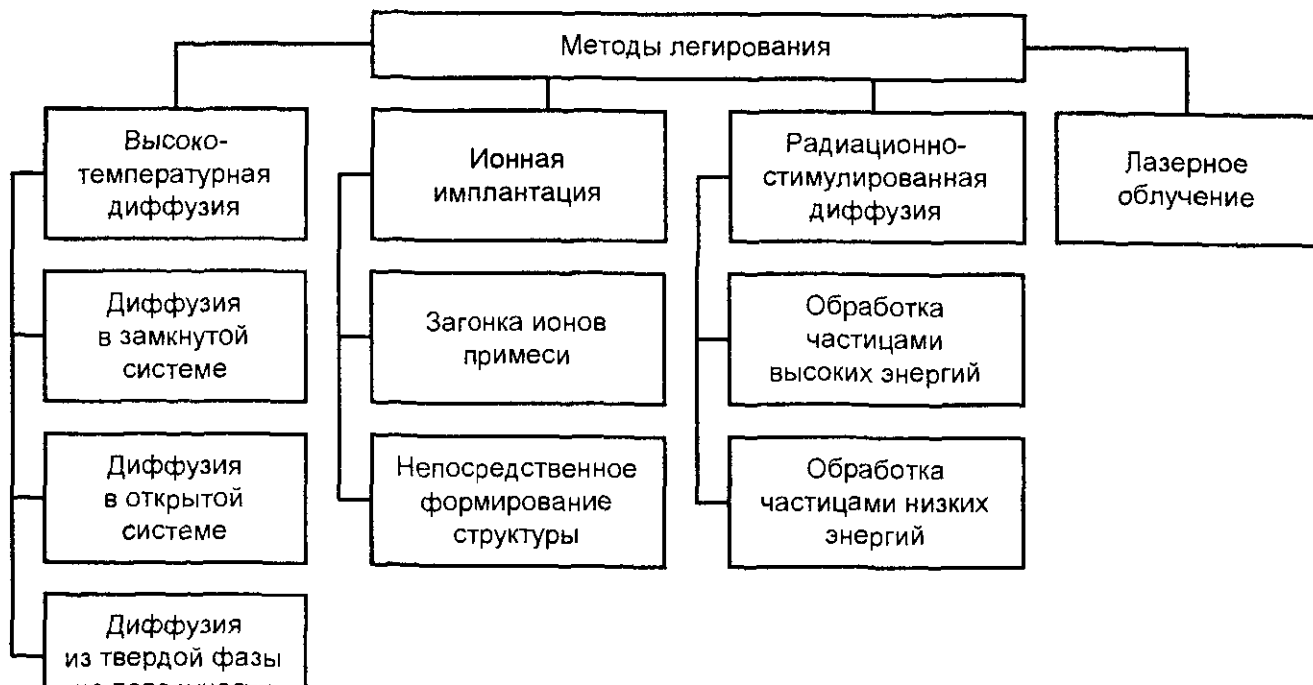 Методы легирования
Высоко-
температурная
диффузия
Диффузия
в замкнутой
системе
Диффузия
в открытой
системе
Диффузия
из твердой фазы
Ионная
имплантация
Загонка ионов
примеси
Непосредственное
формирование
структуры
Радиационно-
стимулированная
диффузия
Обработка
частицами
высоких энергий
Обработка
частицами низких
энергий
Лазерное
облучение